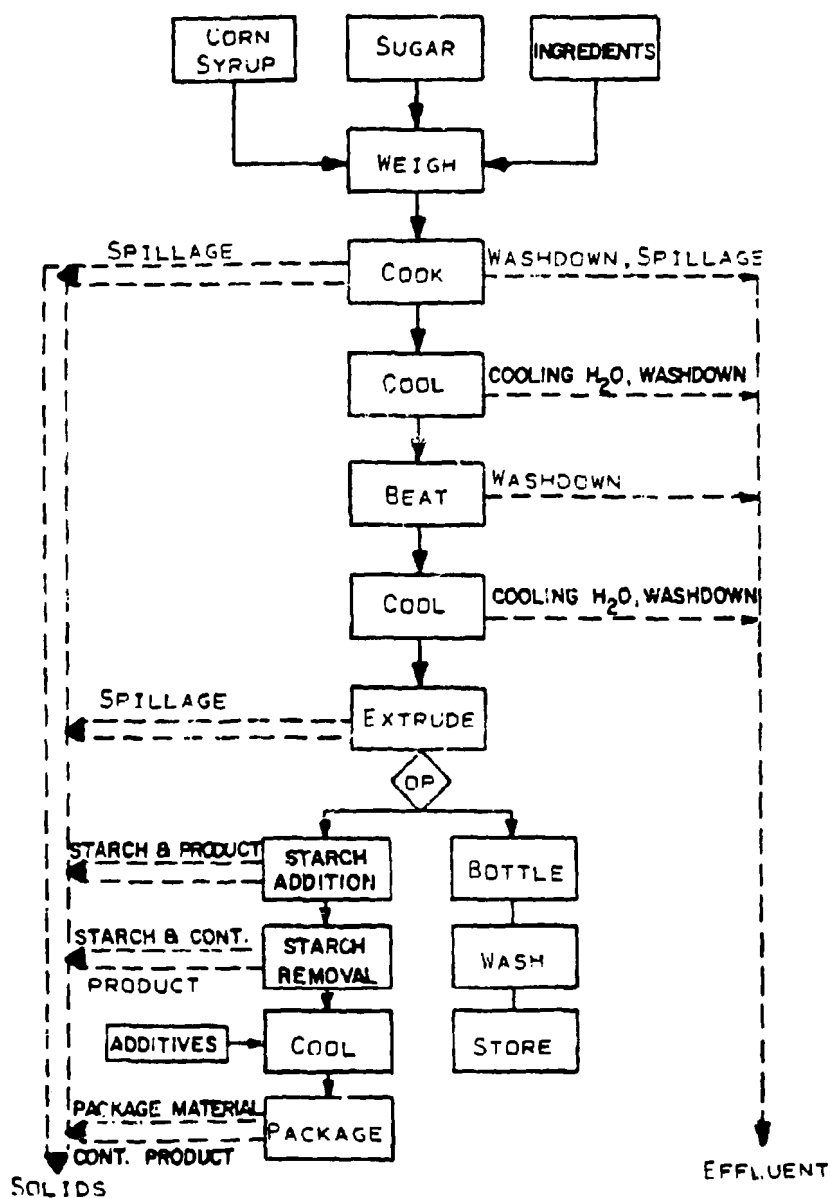 CORN
SYRUP
SUGAR
INGREDIENTS
WEIGH
SPILLAGE
COOK
WASHDOWN, SPILLAGE
COOL
COOLING H2O, WASHDOWN
BEAT
WASHDOWN
COOL
COOLING H2O, WASHDOWN
SPILLAGE
EXTRUDE
OP
STARCH & PRODUCT
STARCH
ADDITION
BOTTLE
STARCH & CONT.
PRODUCT
STARCH
REMOVAL
WASH
ADDITIVES
COOL
STORE
PACKAGE MATERIAL
CONT. PRODUCT
PACKAGE
SOLIDS
EFFLUENT